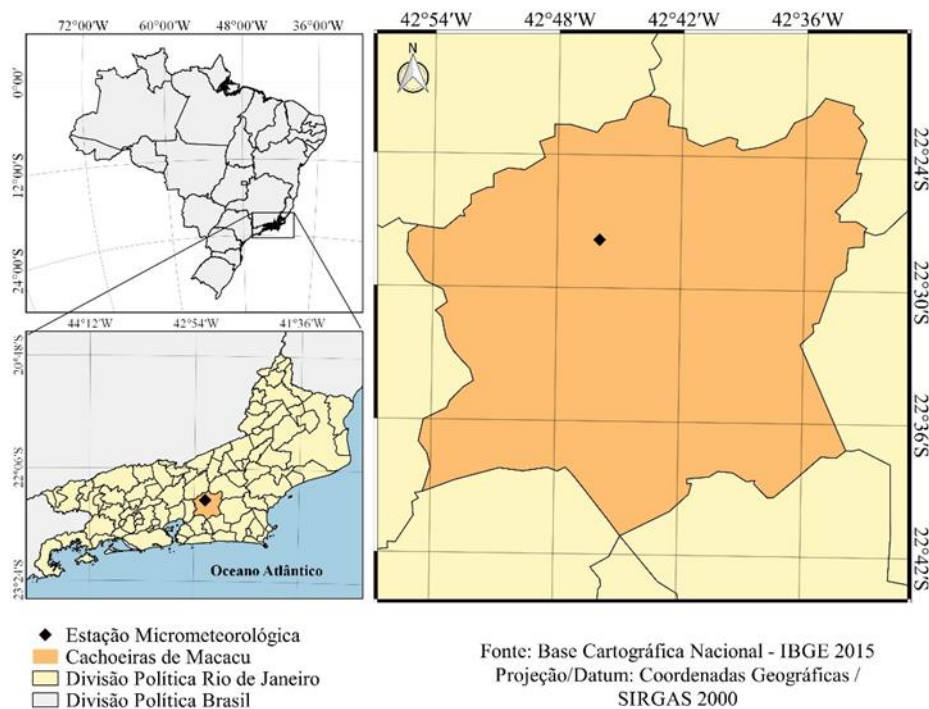 72°00'W 60°00'W 48°00'W 36°00'W
0°00'
12°00'S
24°00'S
44°12'W 42°54'W 41°36'W
20°48'S
22°06'S
23°24'S
Oceano Atlântico
42°54'W 42°48'W 42°42'W 42°36'W
N
22°24'S
22°30'S
22°36'S
22°42'S
Estação Micrometeorológica
Cachoeiras de Macacu
Divisão Política Rio de Janeiro
Divisão Política Brasil
Fonte: Base Cartográfica Nacional - IBGE 2015
Projeção/Datum: Coordenadas Geográficas /
SIRGAS 2000